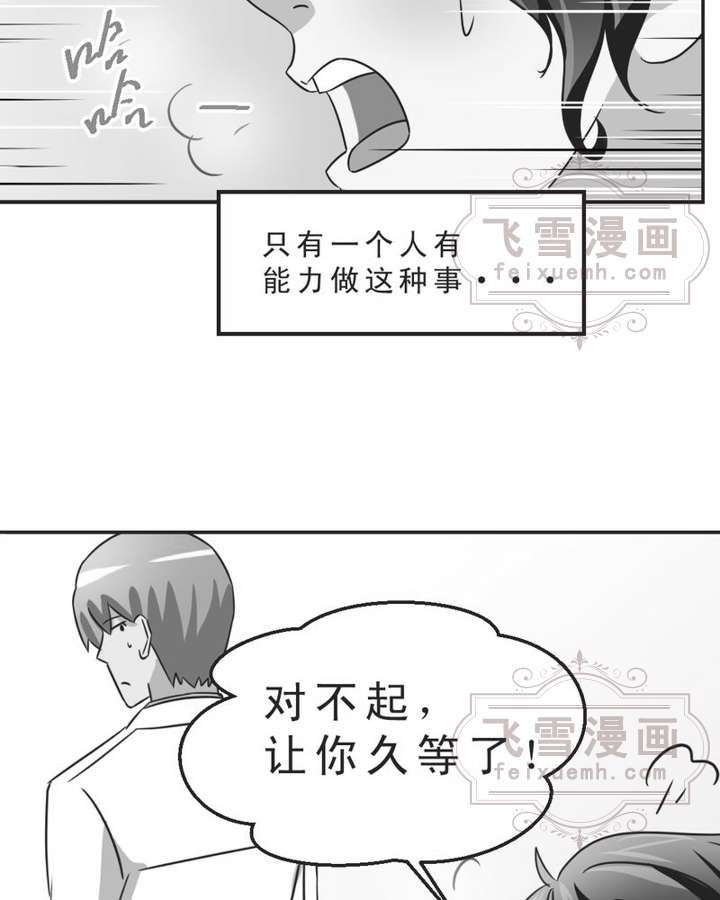 哈
哈
只有一个人有
能力做这种事・・・
飞雪漫画
feixuemh.com
对不起，
让你久等了！
飞雪漫画
feixuemh.com